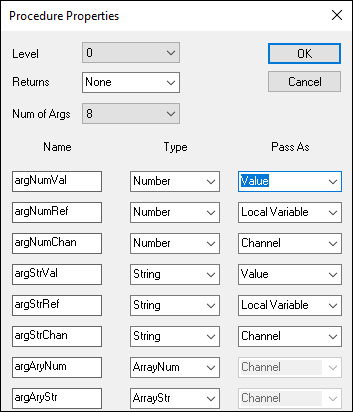 Procedure Properties
Level 0 OK
Returns None Cancel
Num of Args 8
Name Type Pass As
argNumVal Number Value
argNumRef Number Local Variable
argNumChan Number Channel
argStrVal String Value
argStrRef String Local Variable
argStrChan String Channel
argAryNum ArrayNum Channel
argAryStr ArrayStr Channel